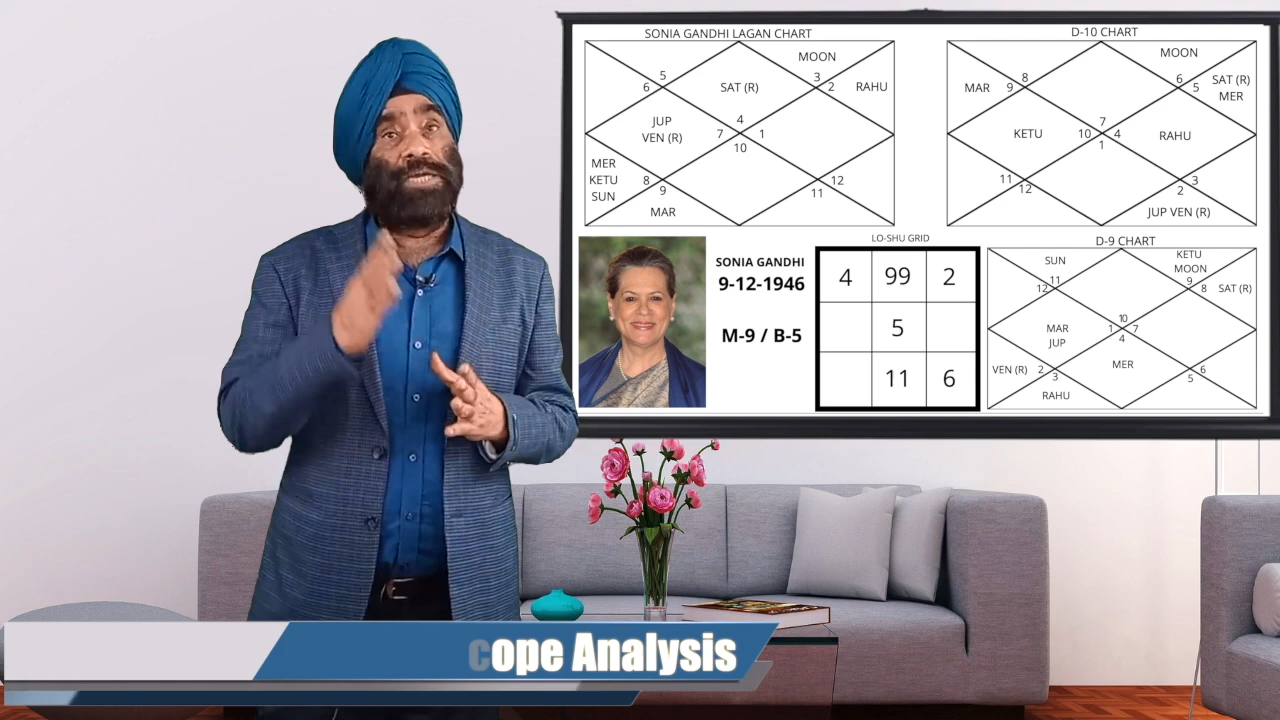 SONIA GANDHI LAGAN CHART
5
6
SAT (R)
MOON
3
2
RAHU
JUP
VEN (R)
4
7
1
10
MER
KETU
SUN
8
9
MAR
12
11
D-10 CHART
MAR
8
9
MOON
6
5
SAT (R)
MER
KETU
7
10
4
1
RAHU
11
12
3
2
JUP VEN (R)
SONIA GANDHI
9-12-1946
M-9 / B-5
LO-SHU GRID
4 99 2
5
11 6
D-9 CHART
SUN
11
12
KETU
MOON
9
8
SAT (R)
MAR
JUP
10
1
7
4
MER
VEN (R)
2
3
RAHU
6
5
cope Analysis